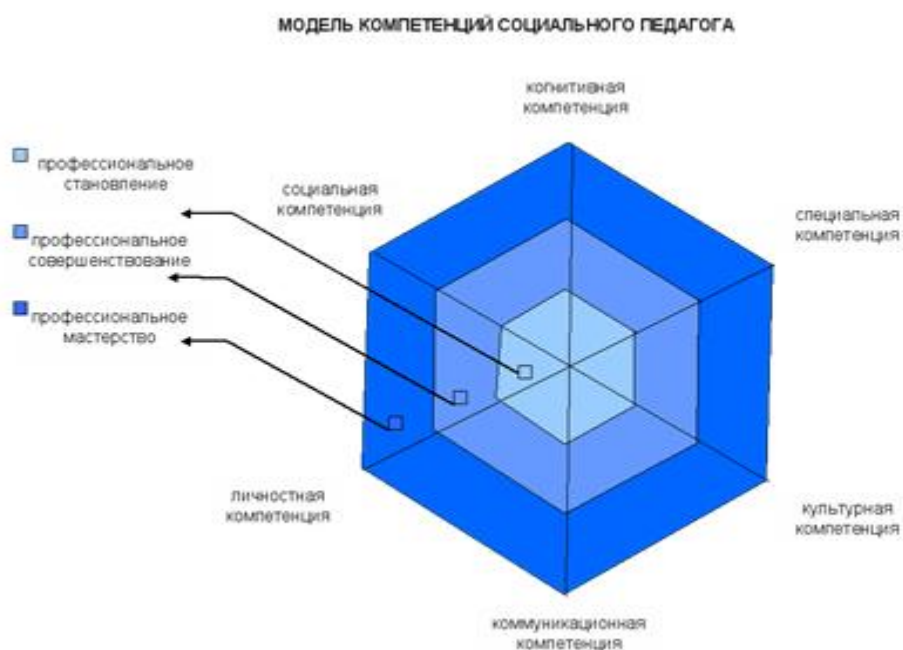 МОДЕЛЬ КОМПЕТЕНЦИЙ СОЦИАЛЬНОГО ПЕДАГОГА
когнитивная
компетенция
профессиональное
становление
социальная
компетенция
специальная
компетенция
профессиональное
совершенствование
профессиональное
мастерство
личностная
компетенция
культурная
компетенция
коммуникационная
компетенция